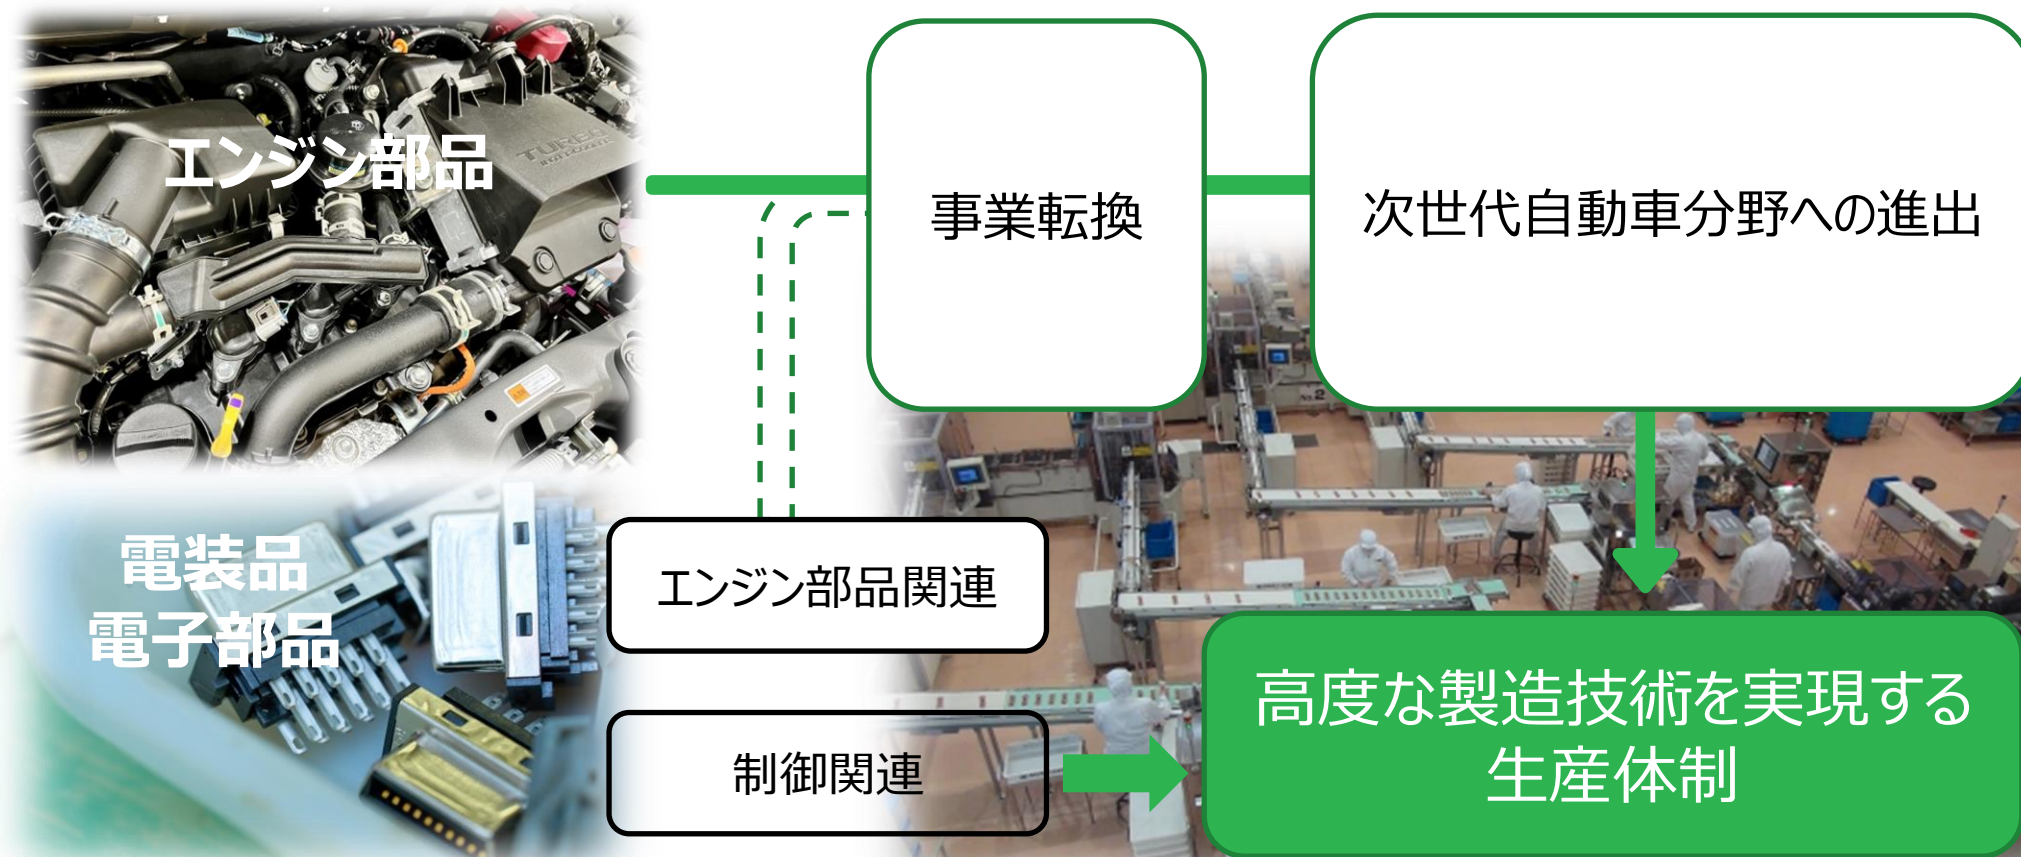 エンジン部品
TURBO
事業転換
次世代自動車分野への進出
No.2
電装品
電子部品
エンジン部品関連
制御関連
高度な製造技術を実現する
生産体制